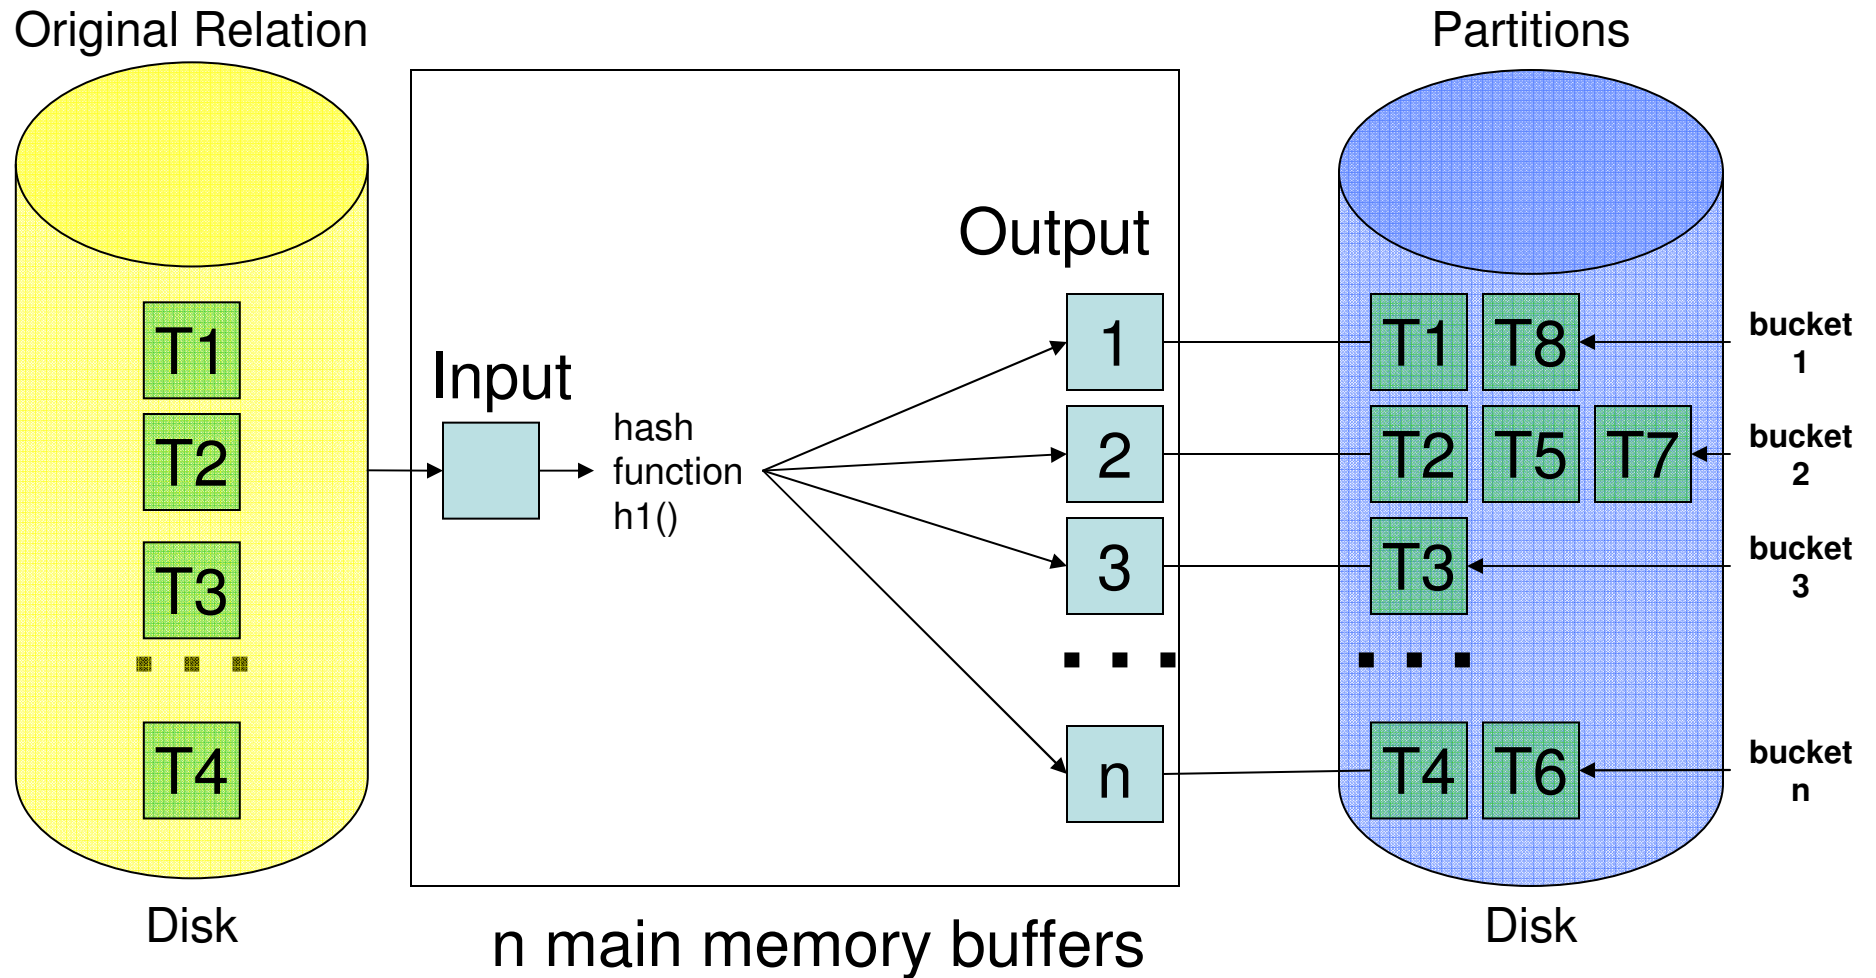 Original Relation
Partitions
Output
T1
1
T1 T8
bucket
1
Input
T2
hash
function
h1()
2
T2 T5 T7
bucket
2
T3
3
T3
bucket
3
. . .
. . .
. . .
T4
n
T4 T6
bucket
n
Disk
n main memory buffers
Disk